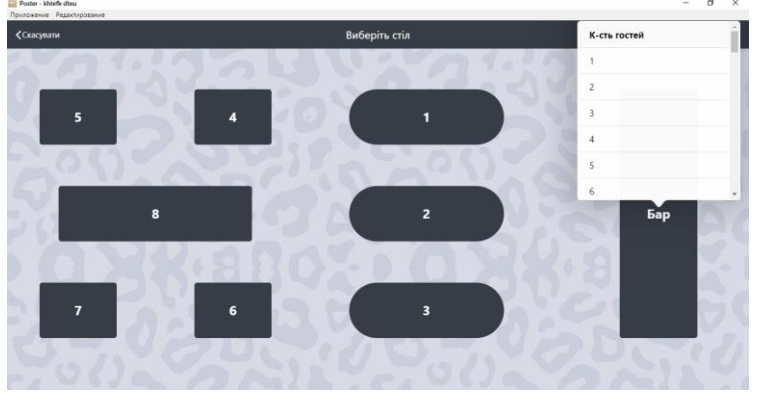 Poster - khtefk-dteu
Приложение Редактирование
Скасувати
Виберіть стіл
К-сть гостей
1
2
3
4
5
6
5
4
1
8
2
Бар
7
6
3